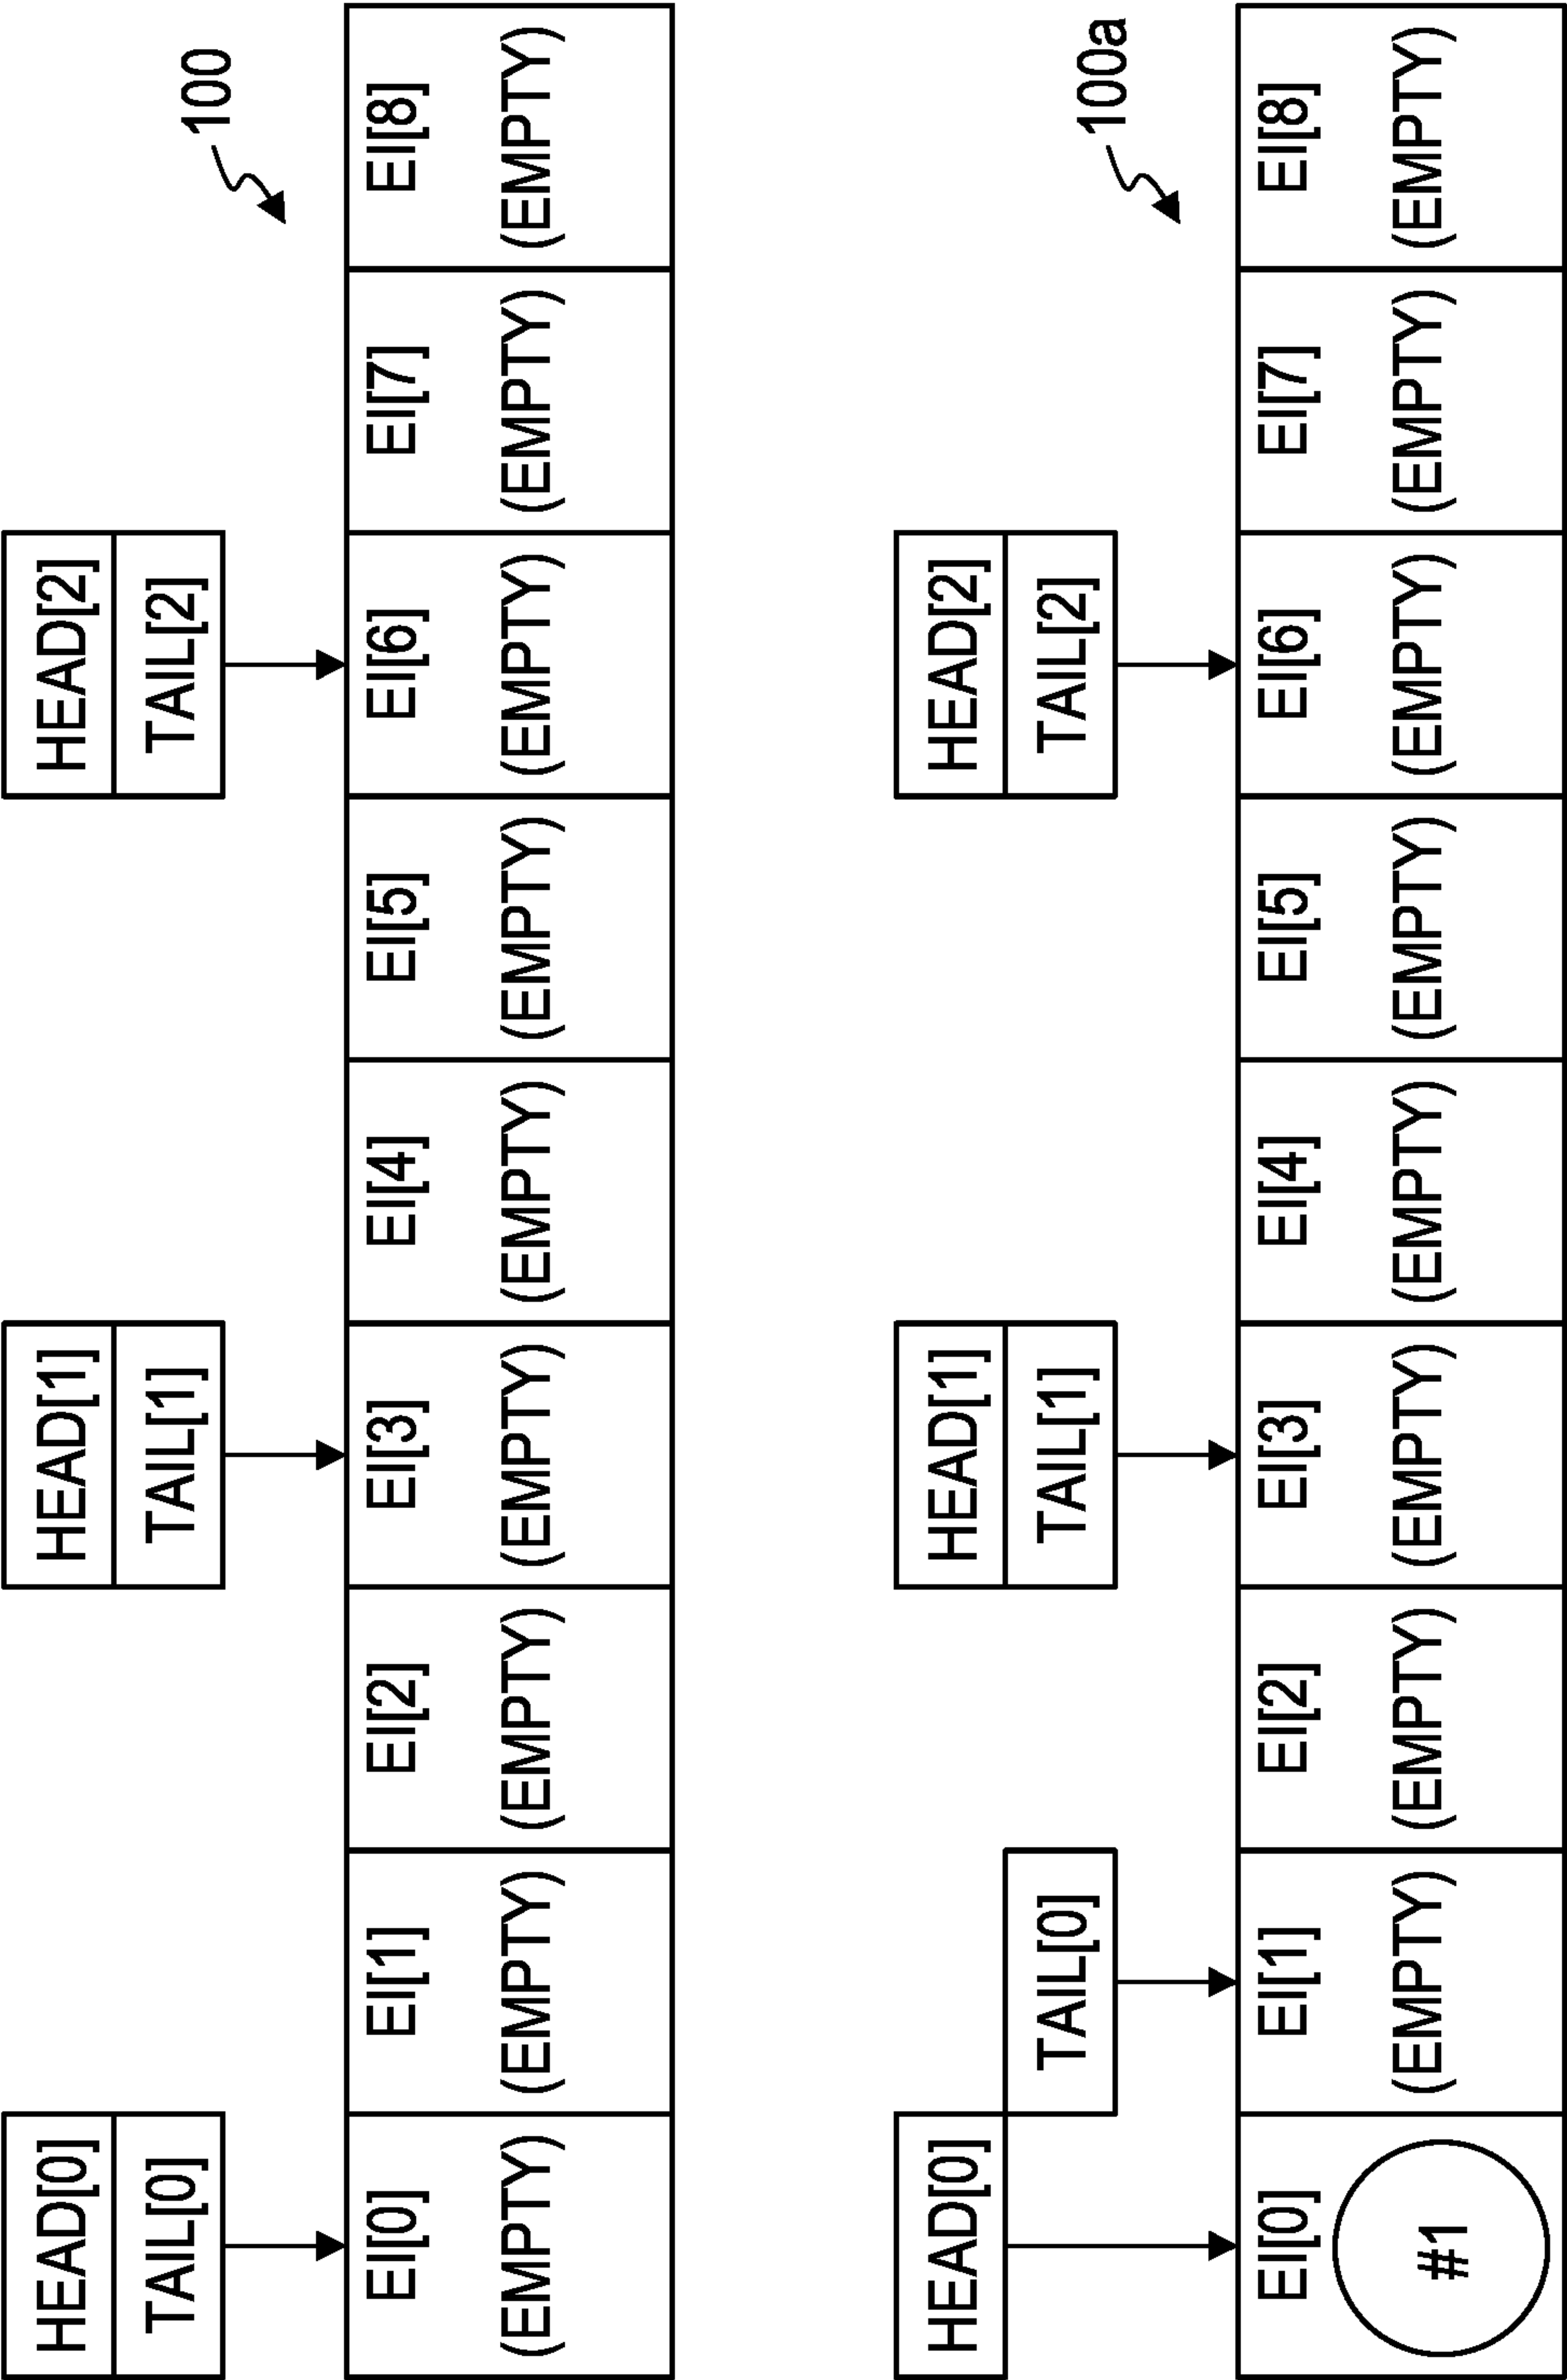 HEAD[0] HEAD[1] HEAD[2]
TAIL[0] TAIL[1] TAIL[2]
100
EI[0] EI[1] EI[2] EI[3] EI[4] EI[5] EI[6] EI[7] EI[8]
(EMPTY) (EMPTY) (EMPTY) (EMPTY) (EMPTY) (EMPTY) (EMPTY) (EMPTY) (EMPTY)
HEAD[0] HEAD[1] HEAD[2]
TAIL[0] TAIL[1] TAIL[2]
100a
EI[0] EI[1] EI[2] EI[3] EI[4] EI[5] EI[6] EI[7] EI[8]
#1 (EMPTY) (EMPTY) (EMPTY) (EMPTY) (EMPTY) (EMPTY) (EMPTY) (EMPTY)